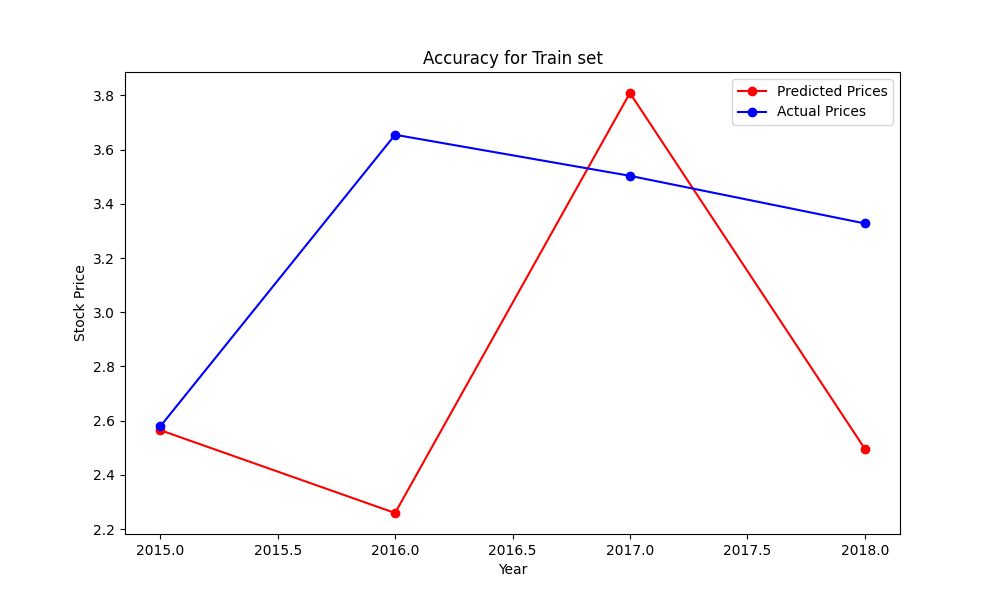 Accuracy for Train set
Predicted Prices
Actual Prices
3.8
3.6
3.4
3.2
3.0
2.8
2.6
2.4
2.2
Stock Price
2015.0 2015.5 2016.0 2016.5 2017.0 2017.5 2018.0
Year